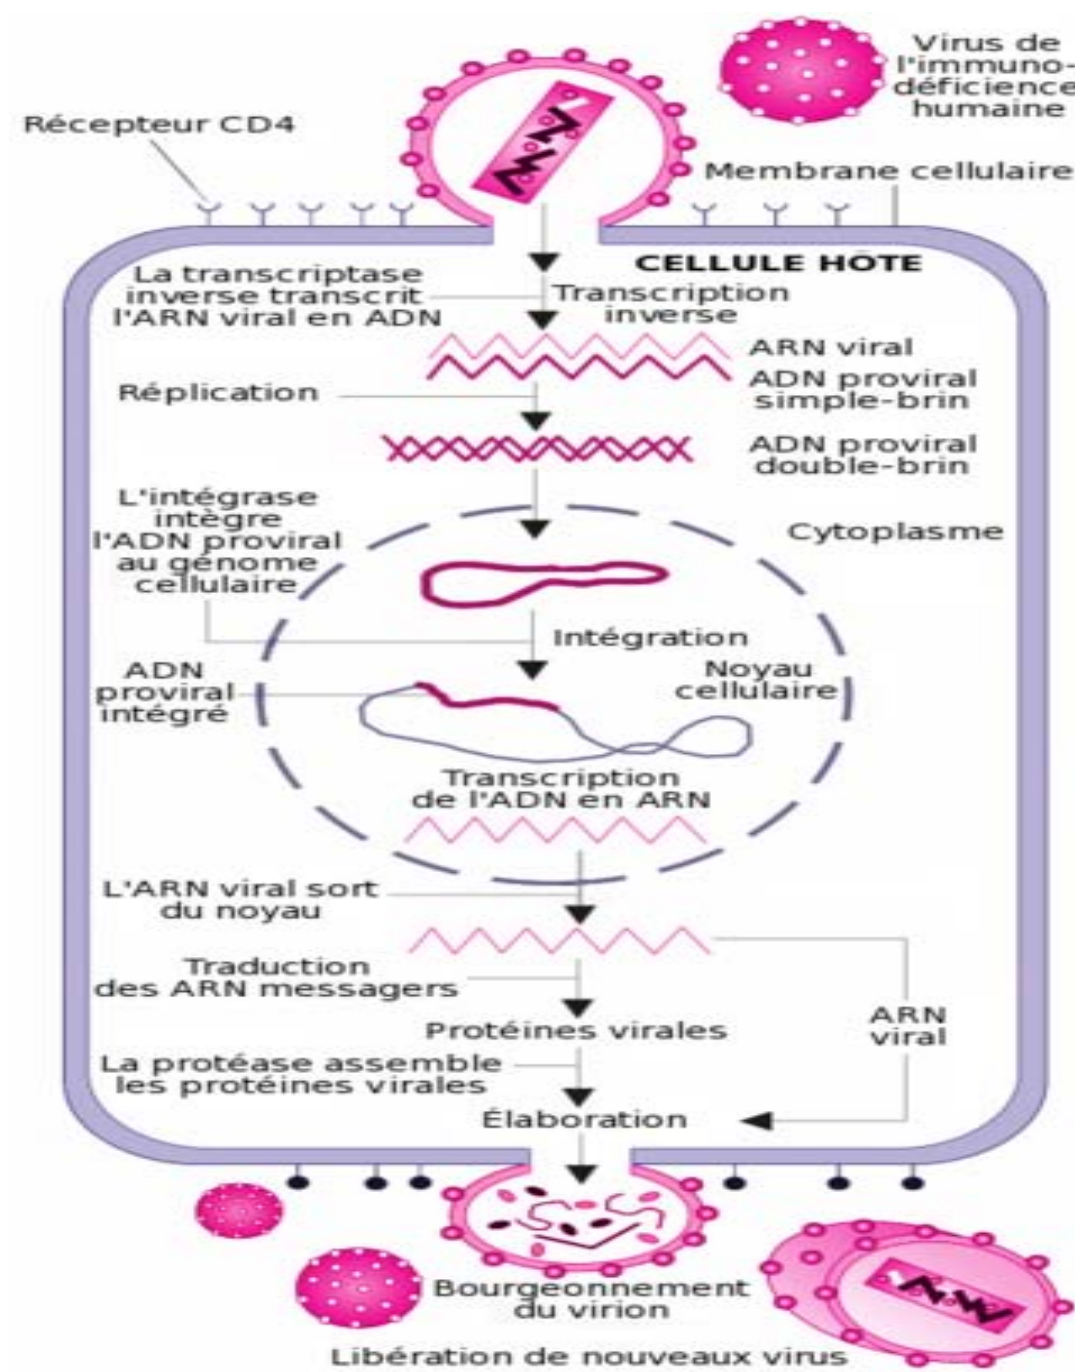 Virus de
l'immuno-
déficience
humaine
Récepteur CD4
Membrane cellulaire
CELLULE HÔTE
La transcriptase
inverse transcrit
l'ARN viral en ADN
Transcription
inverse
ARN viral
ADN proviral
simple-brin
Réplication
ADN proviral
double-brin
L'intégrase
intègre
l'ADN proviral
au génome
cellulaire
Cytoplasme
Intégration
ADN
proviral
intégré
Noyau
cellulaire
Transcription
de l'ADN en ARN
L'ARN viral sort
du noyau
Traduction
des ARN messagers
ARN
viral
Protéines virales
La protéase assemble
les protéines virales
Élaboration
Bourgeonnement
du virion
Libération de nouveaux virus